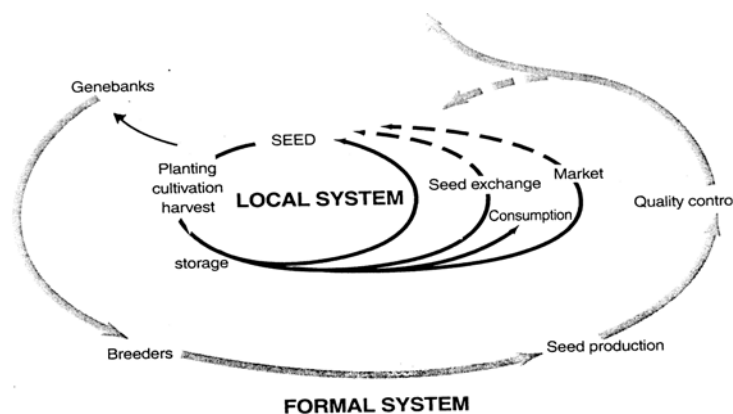 Genebanks
SEED
Planting
cultivation
harvest
LOCAL SYSTEM
Seed exchange
Market
Consumption
Quality contro
storage
Breeders
Seed production
FORMAL SYSTEM